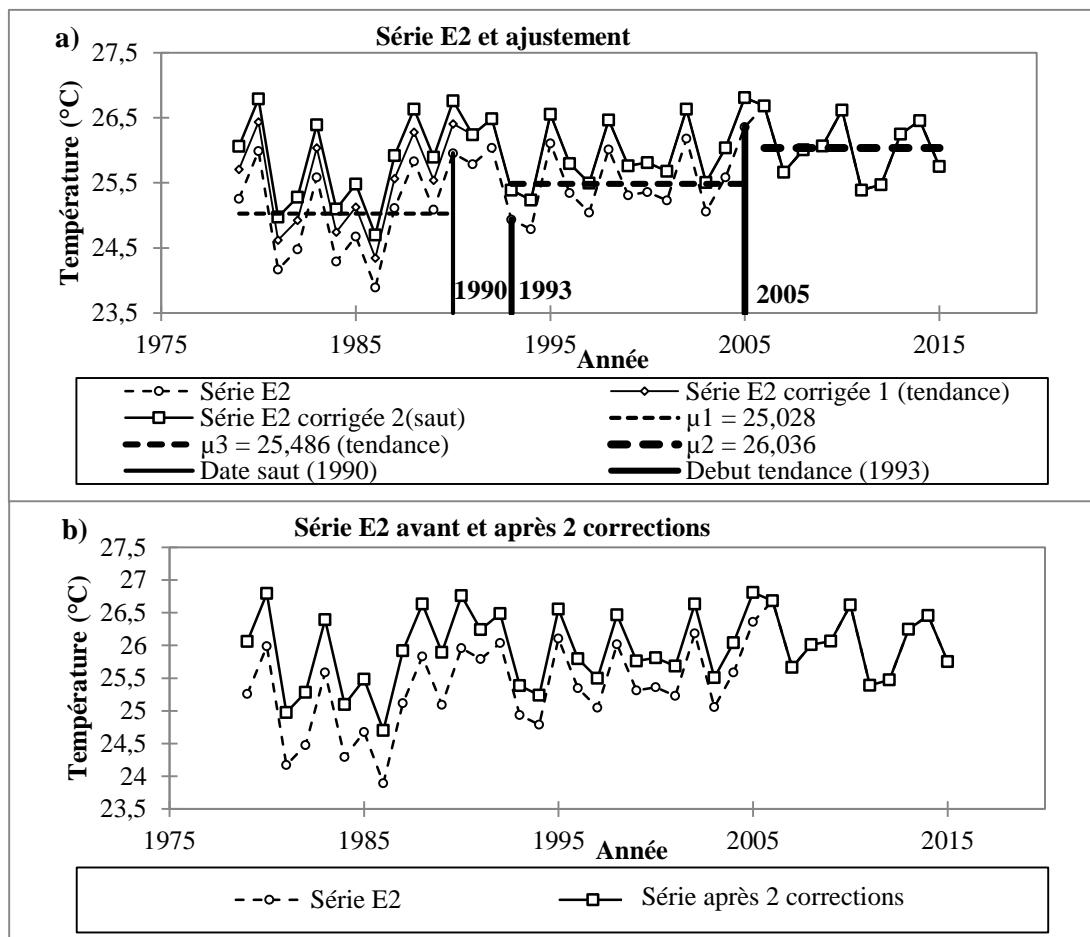 a)
Série E2 et ajustement
27,5
26,5
25,5
24,5
23,5
Température (°C)
1990
1993
2005
1975
1985
1995
2005
2015
Année
Série E2
Série E2 corrigée 1 (tendance)
Série E2 corrigée 2(saut)
µ1 = 25,028
µ3 = 25,486 (tendance)
µ2 = 26,036
Date saut (1990)
Debut tendance (1993)
b)
Série E2 avant et après 2 corrections
27,5
27
26,5
26
25,5
25
24,5
24
23,5
Température (°C)
1975
1985
1995
2005
2015
Année
Série E2
Série après 2 corrections